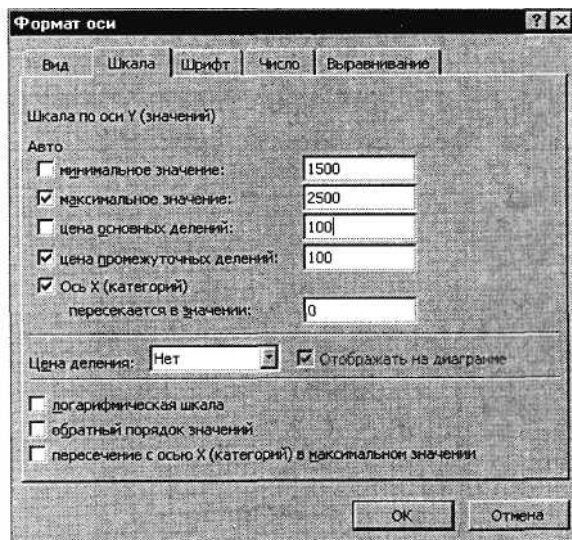 Формат оси
Вид Шкала Шрифт Число Выравнивание
Шкала по оси Y (значений)
Авто
минимальное значение: 1500
максимальное значение: 2500
цена основных делений: 100
цена промежуточных делений: 100
Ось X (категорий)
пересекается в значении: 0
Цена деления: Нет Отображать на диаграмме
логарифмическая шкала
обратный порядок значений
пересечение с осью X (категорий) в максимальном значении
ОК Отмена